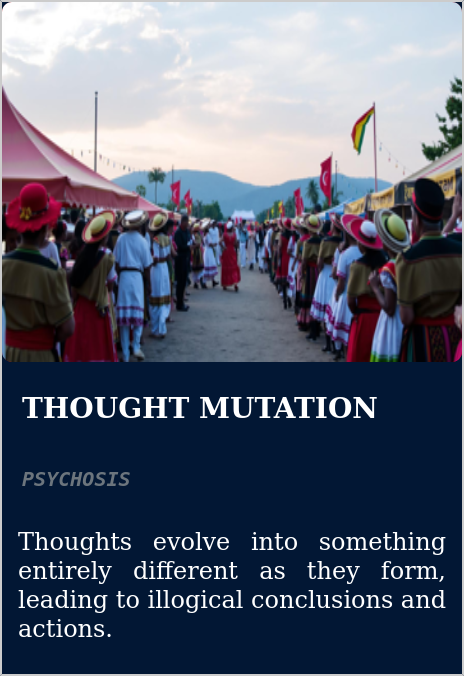 THOUGHT MUTATION
PSYCHOSIS
Thoughts evolve into something
entirely different as they form,
leading to illogical conclusions and
actions.